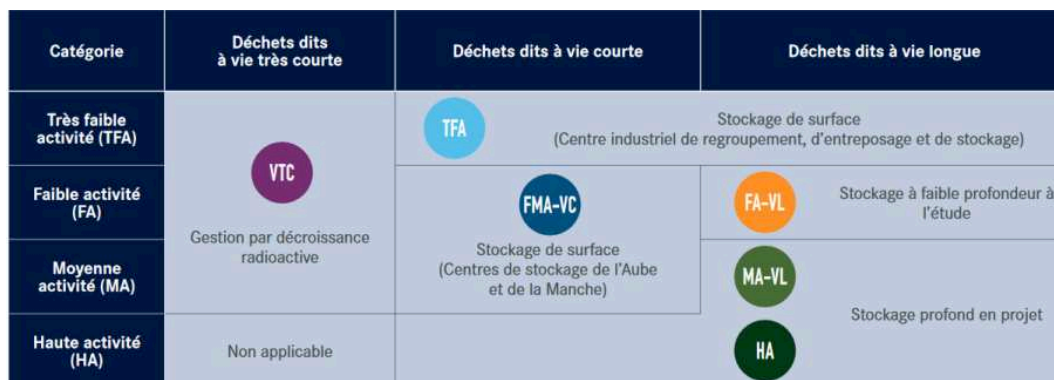 Catégorie
Déchets dits
à vie très courte
Déchets dits à vie courte
Déchets dits à vie longue
Très faible
activité (TFA)
VTC
Gestion par décroissance
radioactive
TFA
Stockage de surface
(Centre industriel de regroupement, d'entreposage et de stockage)
Faible activité
(FA)
FMA-VC
Stockage de surface
(Centres de stockage de l'Aube
et de la Manche)
FA-VL
Stockage à faible profondeur à
l'étude
Moyenne
activité (MA)
MA-VL
Stockage profond en projet
Haute activité
(HA)
Non applicable
HA